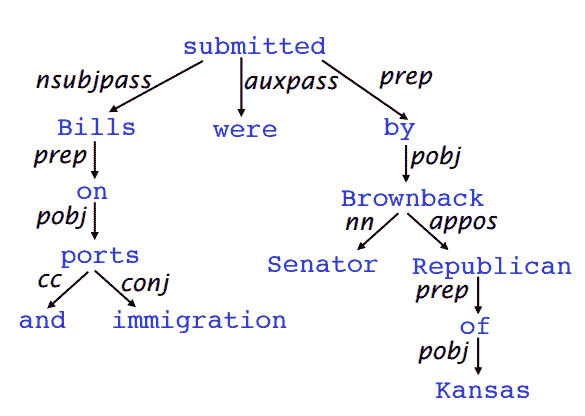 submitted
nsubjpass auxpass prep
Bills were by
prep pobj
on Brownback
pobj nn appos
ports Senator Republican
cc conj prep
and immigration of
pobj
Kansas